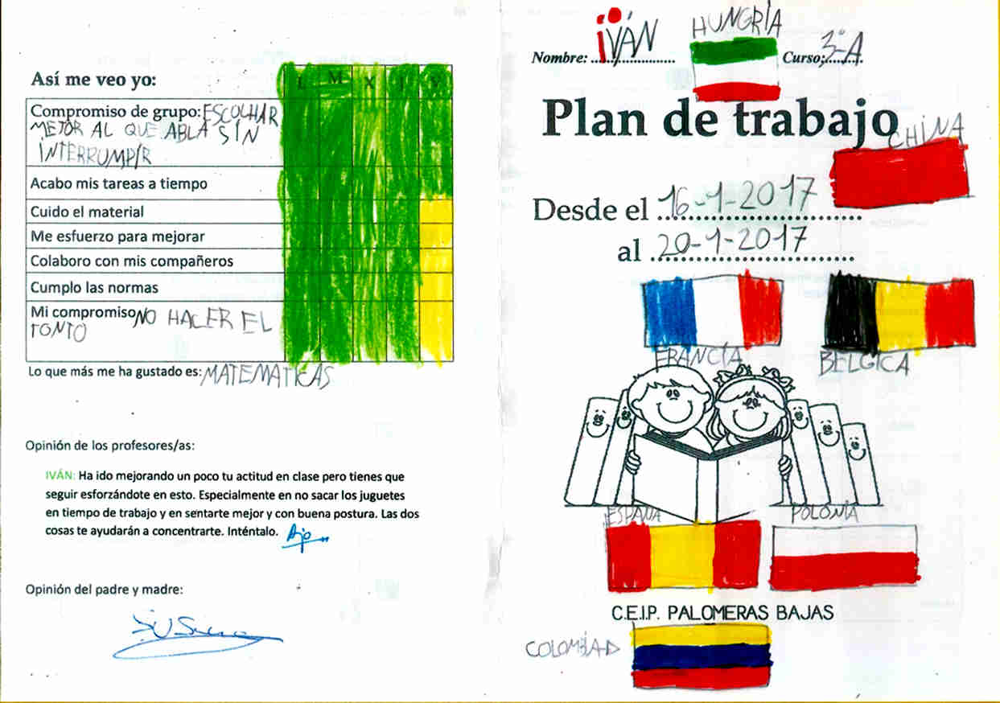 Así me veo yo:
L M X J V
Compromiso de grupo: ESCOLHAR
MEJOR AL QUE ABLA SIN
INTERRUMPIR
Acabo mis tareas a tiempo
Cuido el material
Me esfuerzo para mejorar
Colaboro con mis compañeros
Cumplo las normas
Mi compromiso NO HACER EL
TONTO
Lo que más me ha gustado es: MATEMATICAS
Opinión de los profesores/as:
IVÁN: Ha ido mejorando un poco tu actitud en clase pero tienes que
seguir esforzándote en esto. Especialmente en no sacar los juguetes
en tiempo de trabajo y en sentarte mejor y con buena postura. Las dos
cosas te ayudarán a concentrarte. Inténtalo.
Opinión del padre y madre:
HUNGRÍA
Nombre: IVÁN Curso: 3ºA
Plan de trabajo
CHINA
Desde el 16-1-2017
al 20-1-2017
FRANCIA BELGICA
ESPAÑA POLONIA
C.E.I.P. PALOMERAS BAJAS
COLOMBIA